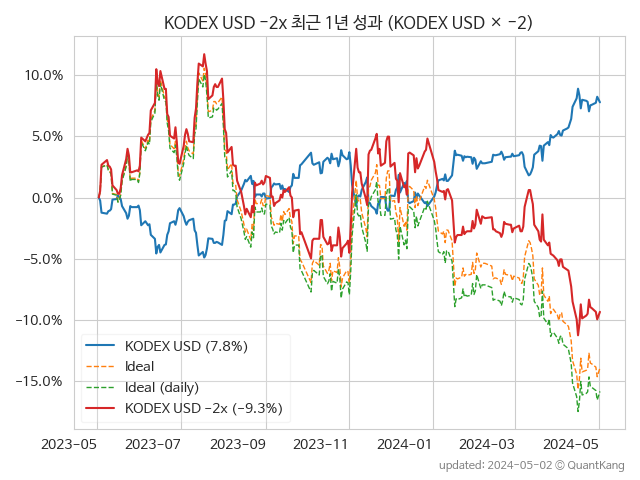 KODEX USD −2x 최근 1년 성과 (KODEX USD × −2)
10.0%
5.0%
0.0%
−5.0%
−10.0%
−15.0%
KODEX USD (7.8%)
Ideal
Ideal (daily)
KODEX USD −2x (−9.3%)
2023-05
2023-07
2023-09
2023-11
2024-01
2024-03
2024-05
updated: 2024-05-02 © QuantKang